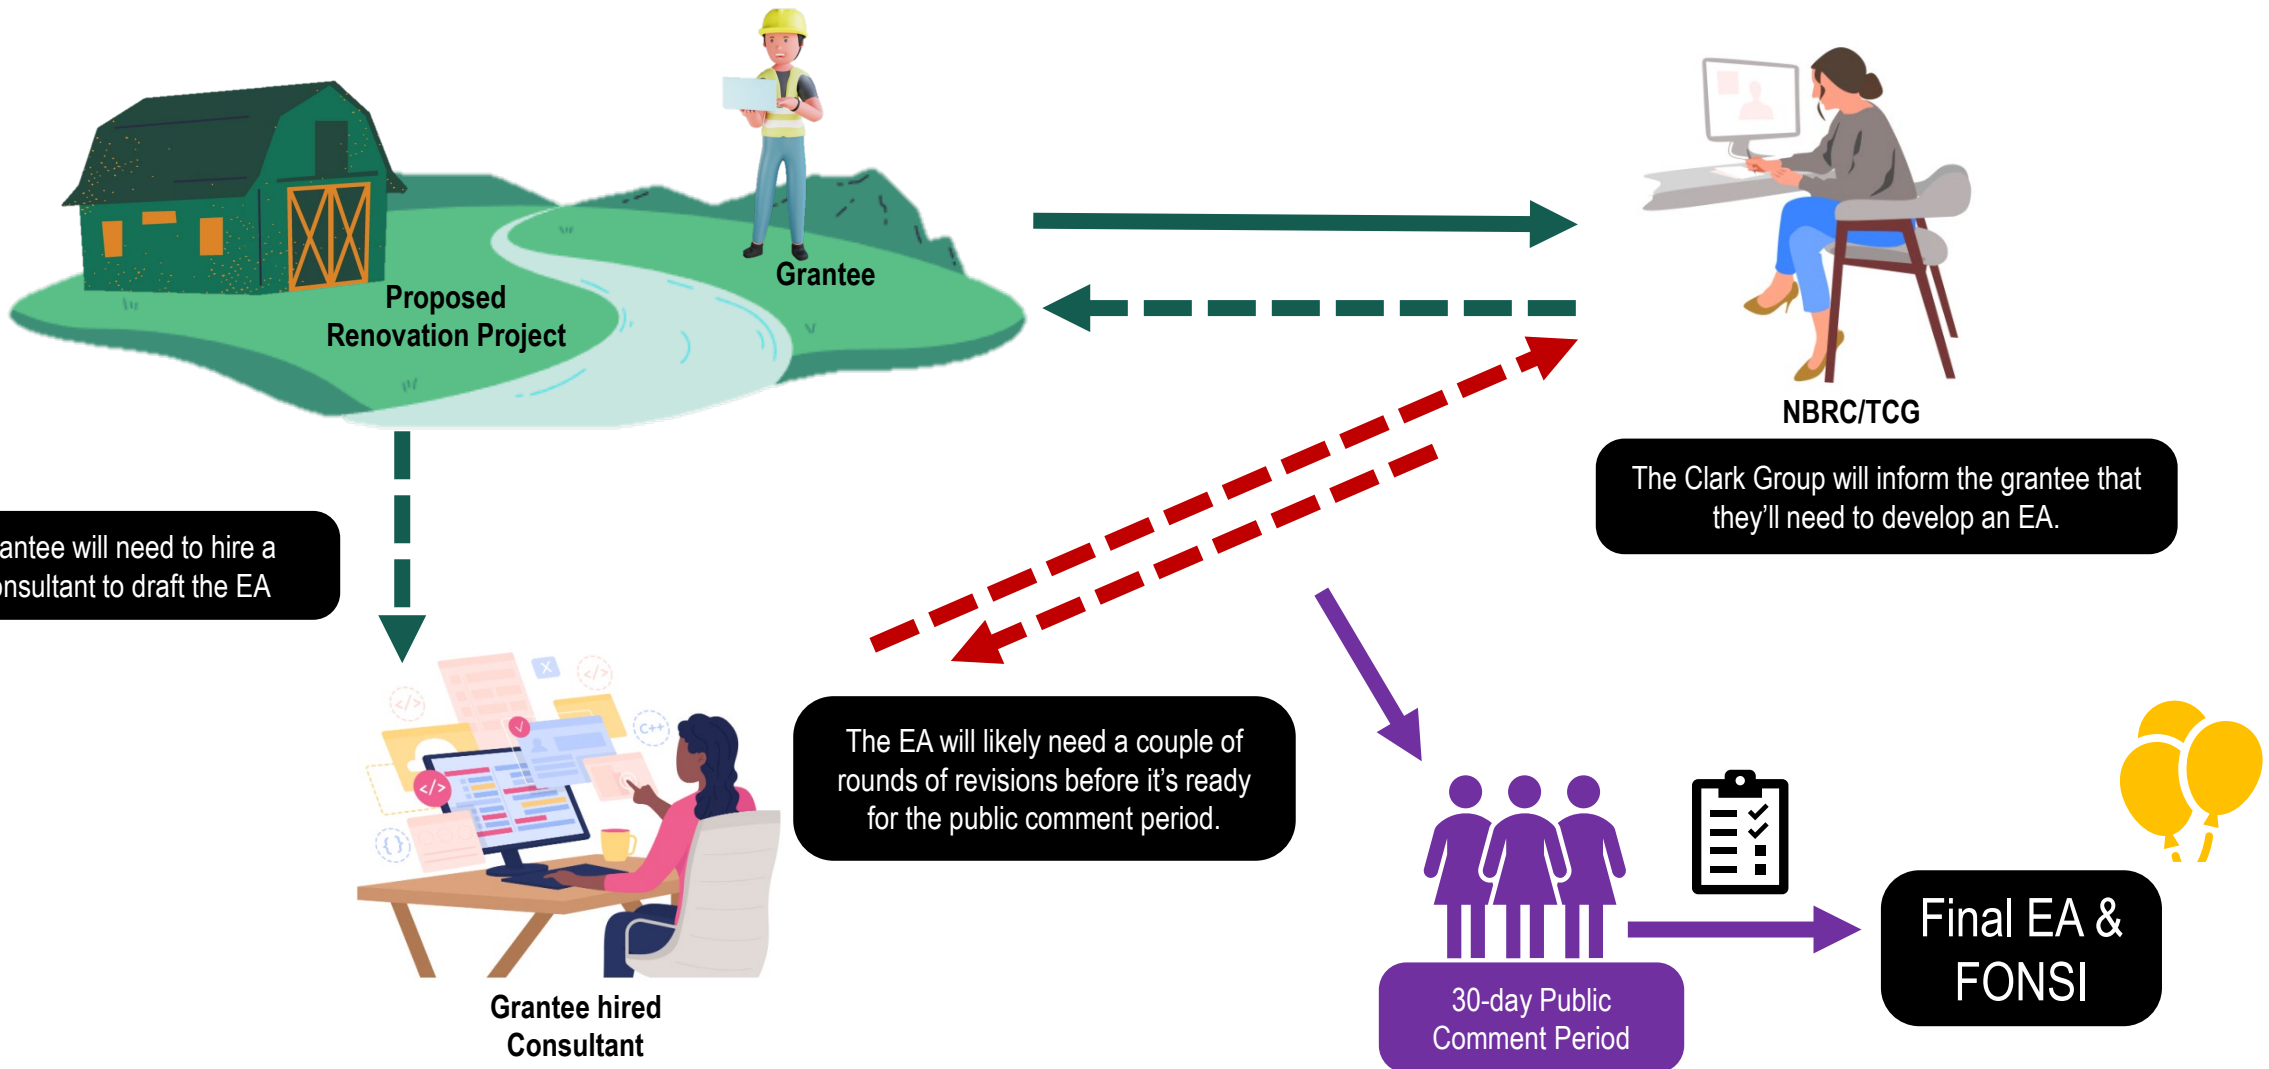 Grantee
Proposed
Renovation Project
NBRC/TCG
The Clark Group will inform the grantee that
they’ll need to develop an EA.
will need to hire a
to draft the EA
The EA will likely need a couple of
rounds of revisions before it’s ready
for the public comment period.
Grantee hired
Consultant
30-day Public
Comment Period
Final EA &
FONSI
X
</>
</>
C++
</>
{}